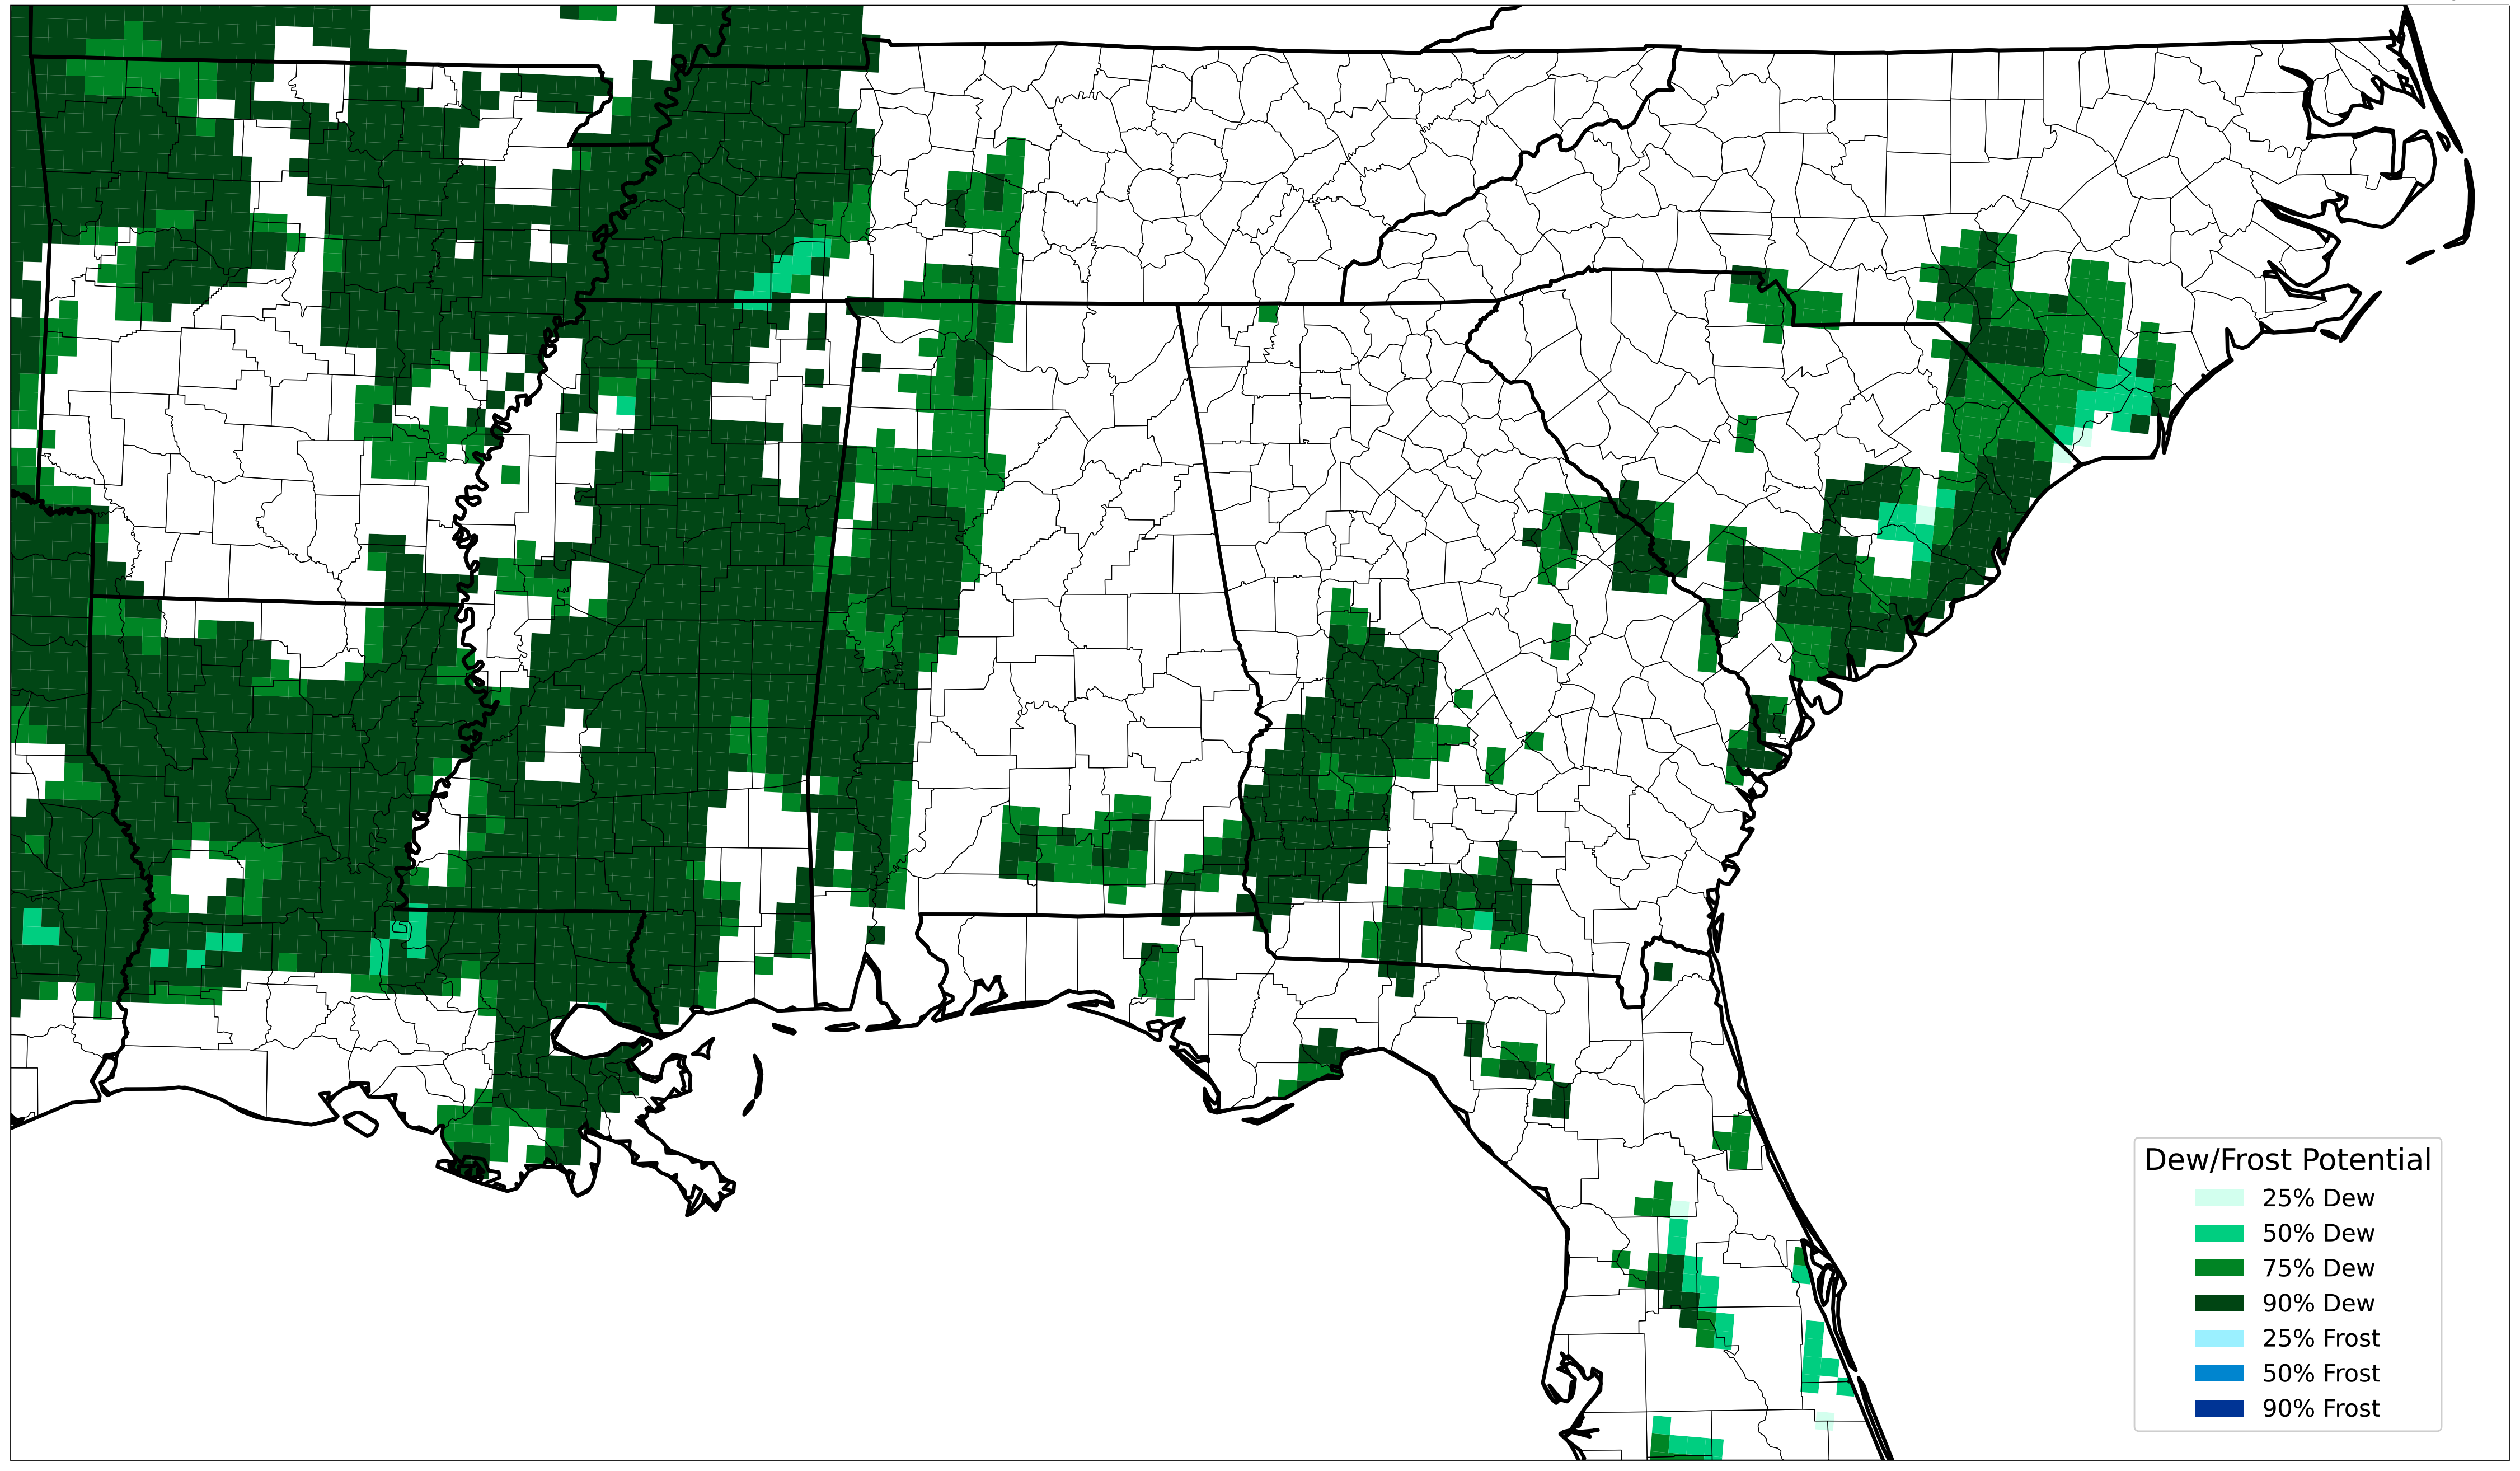 Dew/Frost Potential
25% Dew
50% Dew
75% Dew
90% Dew
25% Frost
50% Frost
90% Frost